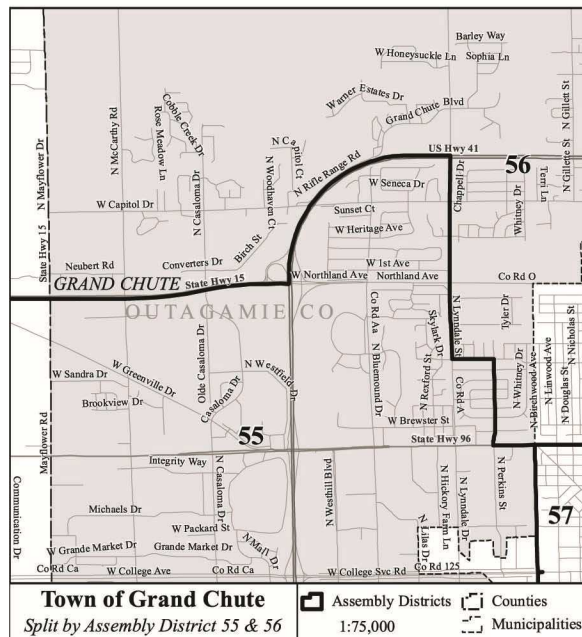 Barley Way
W Honeysuckle Ln
Sophia Ln
Warner Estates Dr
Grand Chute Blvd
Cobble Creek Dr
Rose Meadow Ln
N McCarthy Rd
N Mayflower Dr
N Casaloma Dr
N Capitol Ct
N Woodhaven Ct
N Rifle Range Rd
US Hwy 41
56
N Gillett St
N Gillette St
W Seneca Dr
Chappell Dr
Whitney Dr
Terri Ln
W Capitol Dr
Sunset Ct
W Heritage Ave
Birch St
State Hwy 15
Neubert Rd
Converters Dr
W 1st Ave
W Northland Ave
Northland Ave
Co Rd O
GRAND CHUTE
State Hwy 15
OUTAGAMIE CO
Co Rd Aa
N Bluemound Dr
Skylark Dr
N Lynndale St
Tyler Dr
N Whitney Dr
N Birchwood Ave
N Linwood Ave
N Douglas St
N Nicholas St
W Greenville Dr
W Sandra Dr
Brookview Dr
Olde Casaloma Dr
Casaloma Dr
N Westfield Dr
N Rexford St
Co Rd A
W Brewster St
55
State Hwy 96
Mayflower Rd
Integrity Way
N Casaloma Dr
N Westhill Blvd
N Hickory Farm Ln
N Lynndale Dr
N Perkins St
57
Communication Dr
Michaels Dr
W Packard St
N Mall Dr
N Lilas Dr
W Grande Market Dr
Grande Market Dr
Co Rd Ca
W College Ave
Co Rd Ca
W College Svc Rd
Co Rd 125
Town of Grand Chute
Split by Assembly District 55 & 56
Assembly Districts
Counties
1:75,000
Municipalities